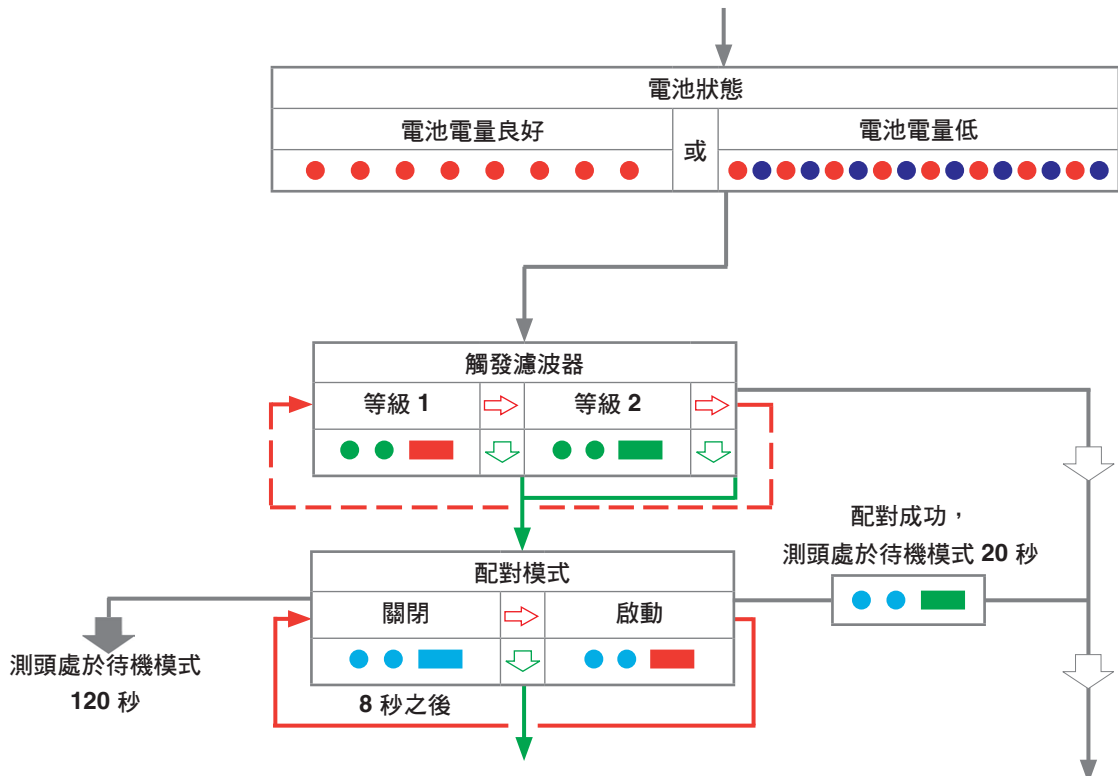 電池狀態
電池電量良好
或
電池電量低
觸發濾波器
等級 1
等級 2
配對成功，
測頭處於待機模式 20 秒
配對模式
關閉
啟動
測頭處於待機模式
120 秒
8 秒之後